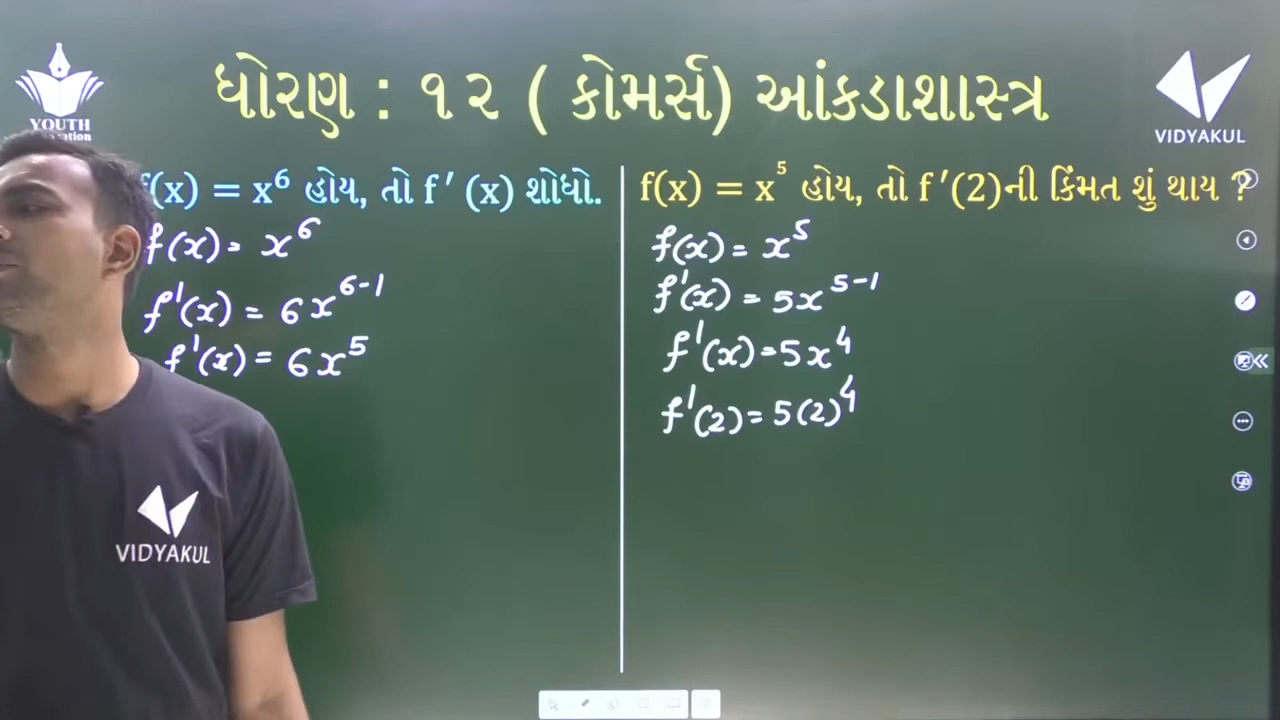 YOUTH
ધોરણ : ૧૨ ( કોમર્સ) આંકડાશાસ્ત્ર
VIDYAKUL
f(x) = x⁶ હોય, તો f′ (x) શોધો.
f(x) = x⁶
f'(x) = 6x⁶⁻¹
f'(x) = 6x⁵
f(x) = x⁵ હોય, તો f′(2)ની કિંમત શું થાય ?
f(x) = x⁵
f'(x) = 5x⁵⁻¹
f'(x) = 5x⁴
f'(2) = 5(2)⁴
VIDYAKUL